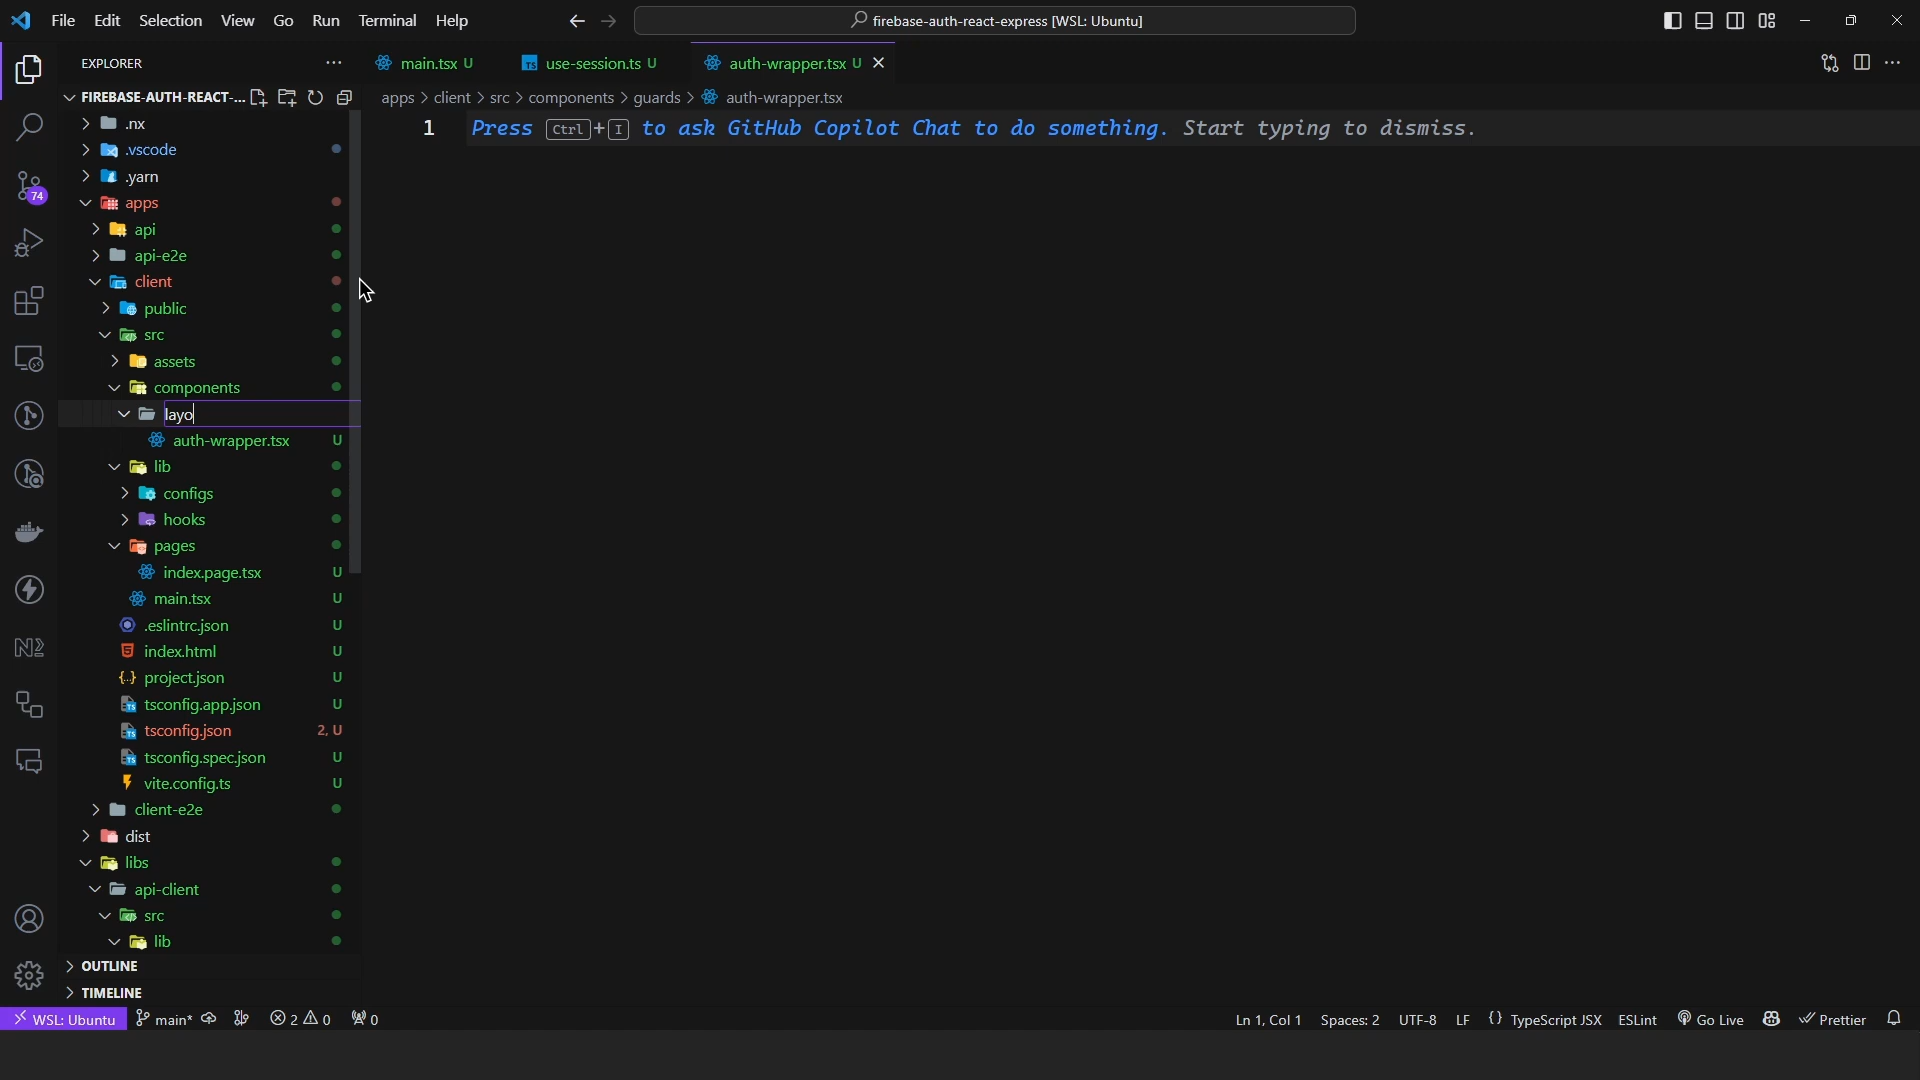 File Edit Selection View Go Run Terminal Help
firebase-auth-react-express [WSL: Ubuntu]
EXPLORER
main.tsx U
use-session.ts U
auth-wrapper.tsx U
FIREBASE-AUTH-REACT-...
apps > client > src > components > guards > auth-wrapper.tsx
1 Press Ctrl+I to ask GitHub Copilot Chat to do something. Start typing to dismiss.
.nx
.vscode
.yarn
74
apps
api
api-e2e
client
public
src
assets
components
layo
auth-wrapper.tsx U
lib
configs
hooks
pages
index.page.tsx U
main.tsx U
.eslintrc.json U
index.html U
project.json U
tsconfig.app.json U
tsconfig.json 2, U
tsconfig.spec.json U
vite.config.ts U
client-e2e
dist
libs
api-client
src
lib
OUTLINE
TIMELINE
WSL: Ubuntu main* 2 0 0 Ln 1, Col 1 Spaces: 2 UTF-8 LF {} TypeScript JSX ESLint Go Live Prettier